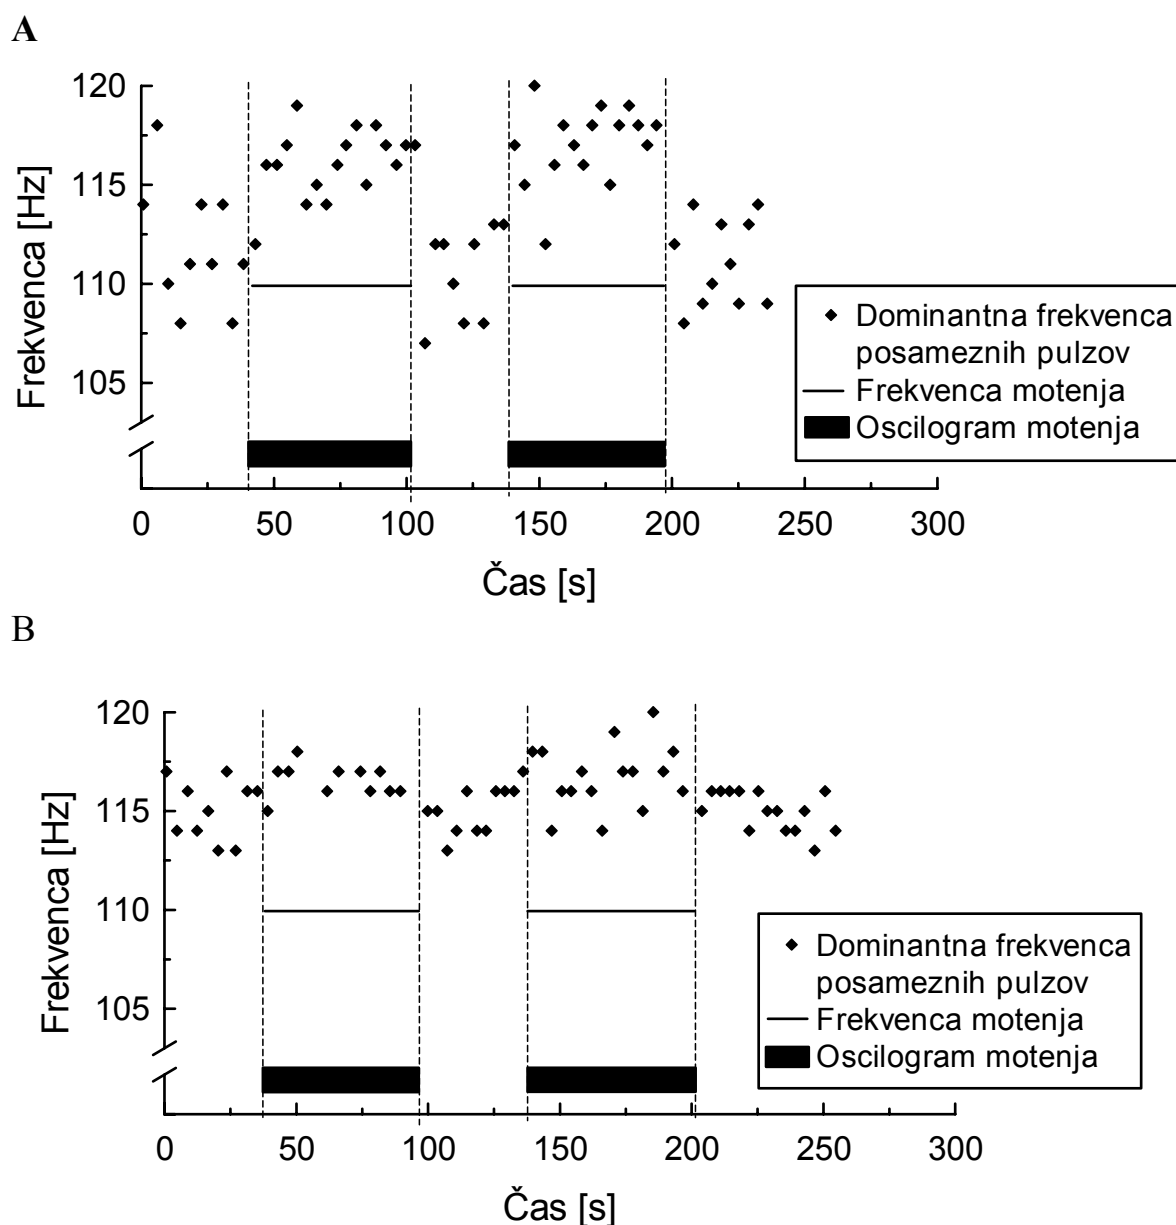 A
120
115
110
105
Frekvenca [Hz]
Dominantna frekvenca
posameznih pulzov
Frekvenca motenja
Oscilogram motenja
0 50 100 150 200 250 300
Čas [s]
B
120
115
110
105
Frekvenca [Hz]
Dominantna frekvenca
posameznih pulzov
Frekvenca motenja
Oscilogram motenja
0 50 100 150 200 250 300
Čas [s]